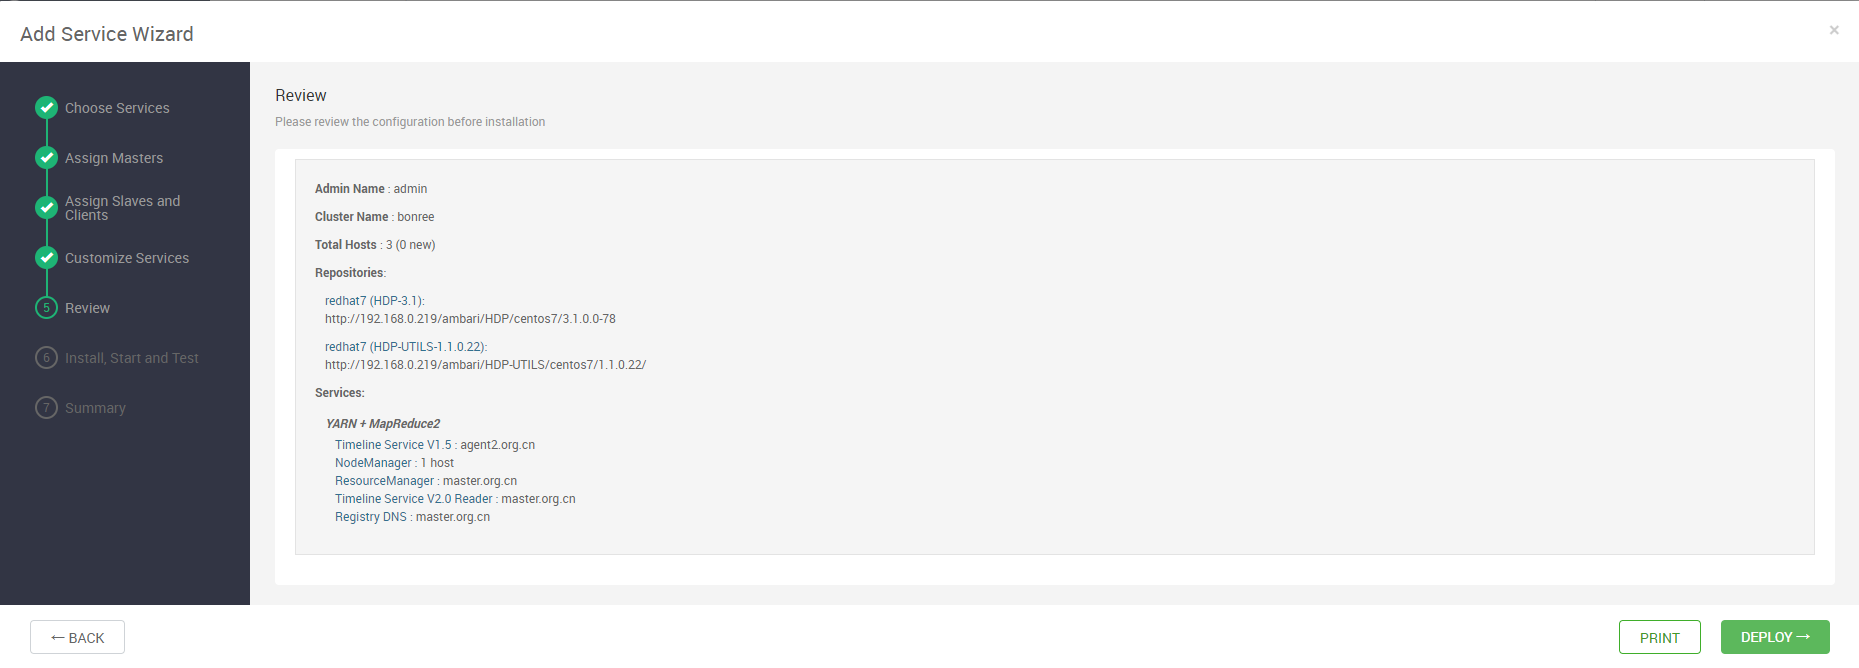 Add Service Wizard
×
Choose Services
Assign Masters
Assign Slaves and
Clients
Customize Services
5 Review
6 Install, Start and Test
7 Summary
Review
Please review the configuration before installation
Admin Name : admin
Cluster Name : bonree
Total Hosts : 3 (0 new)
Repositories:
redhat7 (HDP-3.1):
http://192.168.0.219/ambari/HDP/centos7/3.1.0.0-78
redhat7 (HDP-UTILS-1.1.0.22):
http://192.168.0.219/ambari/HDP-UTILS/centos7/1.1.0.22/
Services:
YARN + MapReduce2
Timeline Service V1.5 : agent2.org.cn
NodeManager : 1 host
ResourceManager : master.org.cn
Timeline Service V2.0 Reader : master.org.cn
Registry DNS : master.org.cn
← BACK
PRINT
DEPLOY →